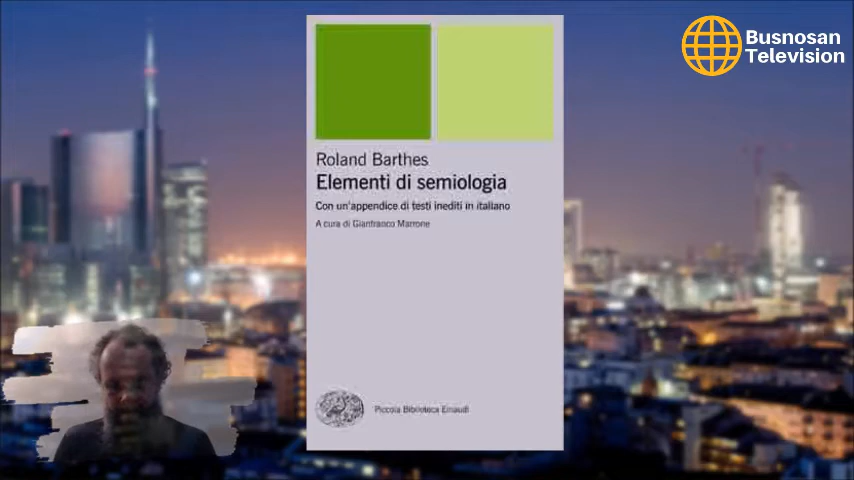 Busnosan
Television
Roland Barthes
Elementi di semiologia
Con un'appendice di testi inediti in italiano
A cura di Gianfranco Marrone
Piccola Biblioteca Einaudi